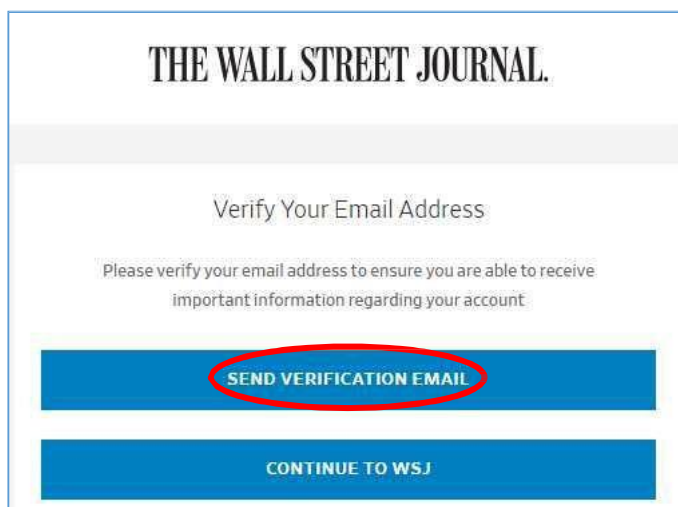 THE WALL STREET JOURNAL.
Verify Your Email Address
Please verify your email address to ensure you are able to receive
important information regarding your account
SEND VERIFICATION EMAIL
CONTINUE TO WSJ